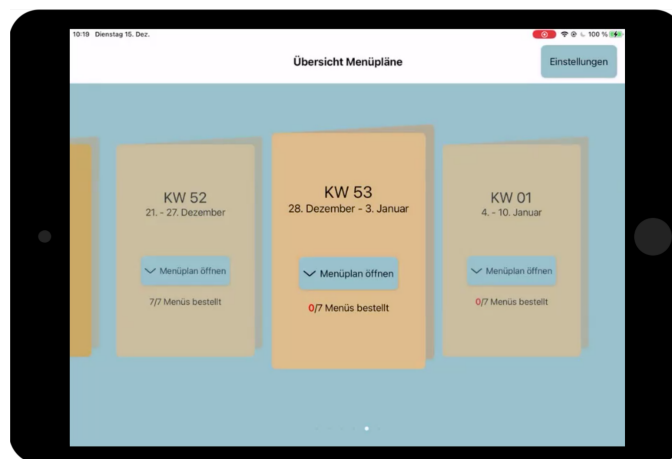 10:19 Dienstag 15. Dez.
100 %
Übersicht Menüpläne
Einstellungen
KW 52
21. - 27. Dezember
Menüplan öffnen
7/7 Menüs bestellt
KW 53
28. Dezember - 3. Januar
Menüplan öffnen
0/7 Menüs bestellt
KW 01
4. - 10. Januar
Menüplan öffnen
0/7 Menüs bestellt